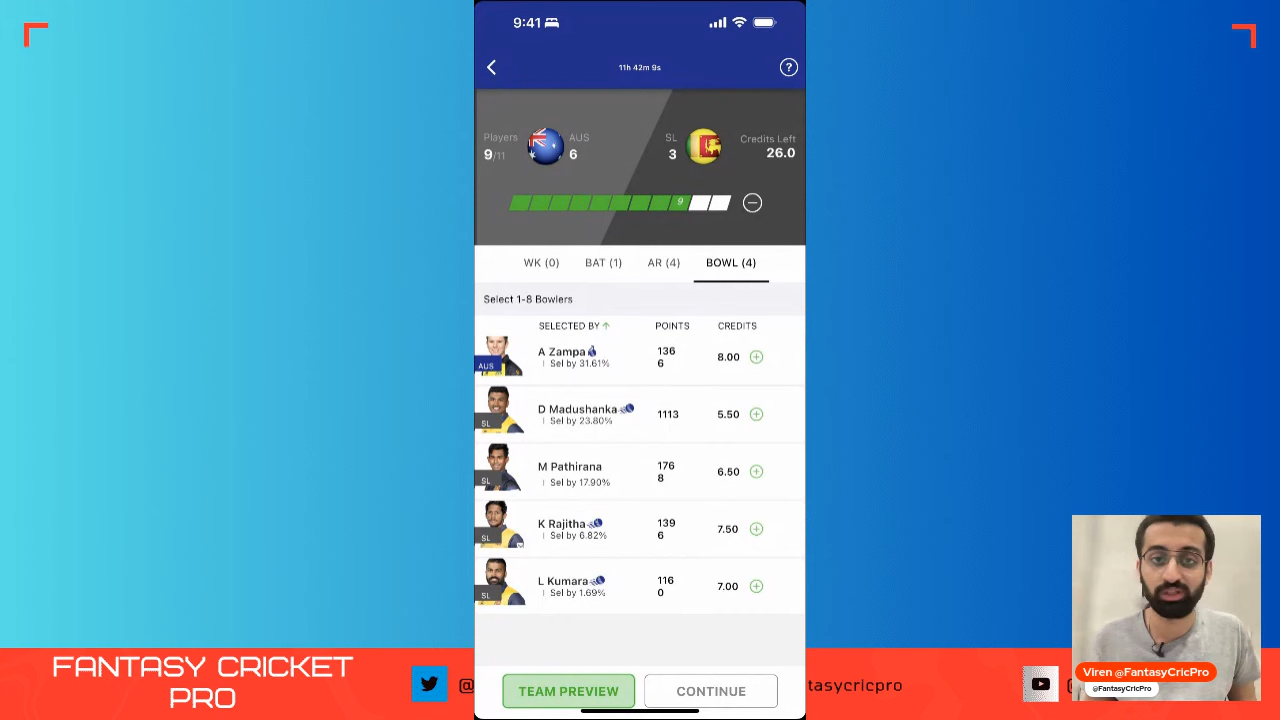 9:41
11h 42m 9s
?
Players
9/11
AUS
6
SL
3
Credits Left
26.0
9
WK (0) BAT (1) AR (4) BOWL (4)
Select 1-8 Bowlers
SELECTED BY POINTS CREDITS
AUS
A Zampa
Sel by 31.61%
136
6
8.00
SL
D Madushanka
Sel by 23.80%
1113
5.50
SL
M Pathirana
Sel by 17.90%
176
8
6.50
SL
K Rajitha
Sel by 6.82%
139
6
7.50
SL
L Kumara
Sel by 1.69%
116
0
7.00
TEAM PREVIEW CONTINUE
FANTASY CRICKET
PRO
@
tasycricpro
Viren @FantasyCricPro
@FantasyCricPro